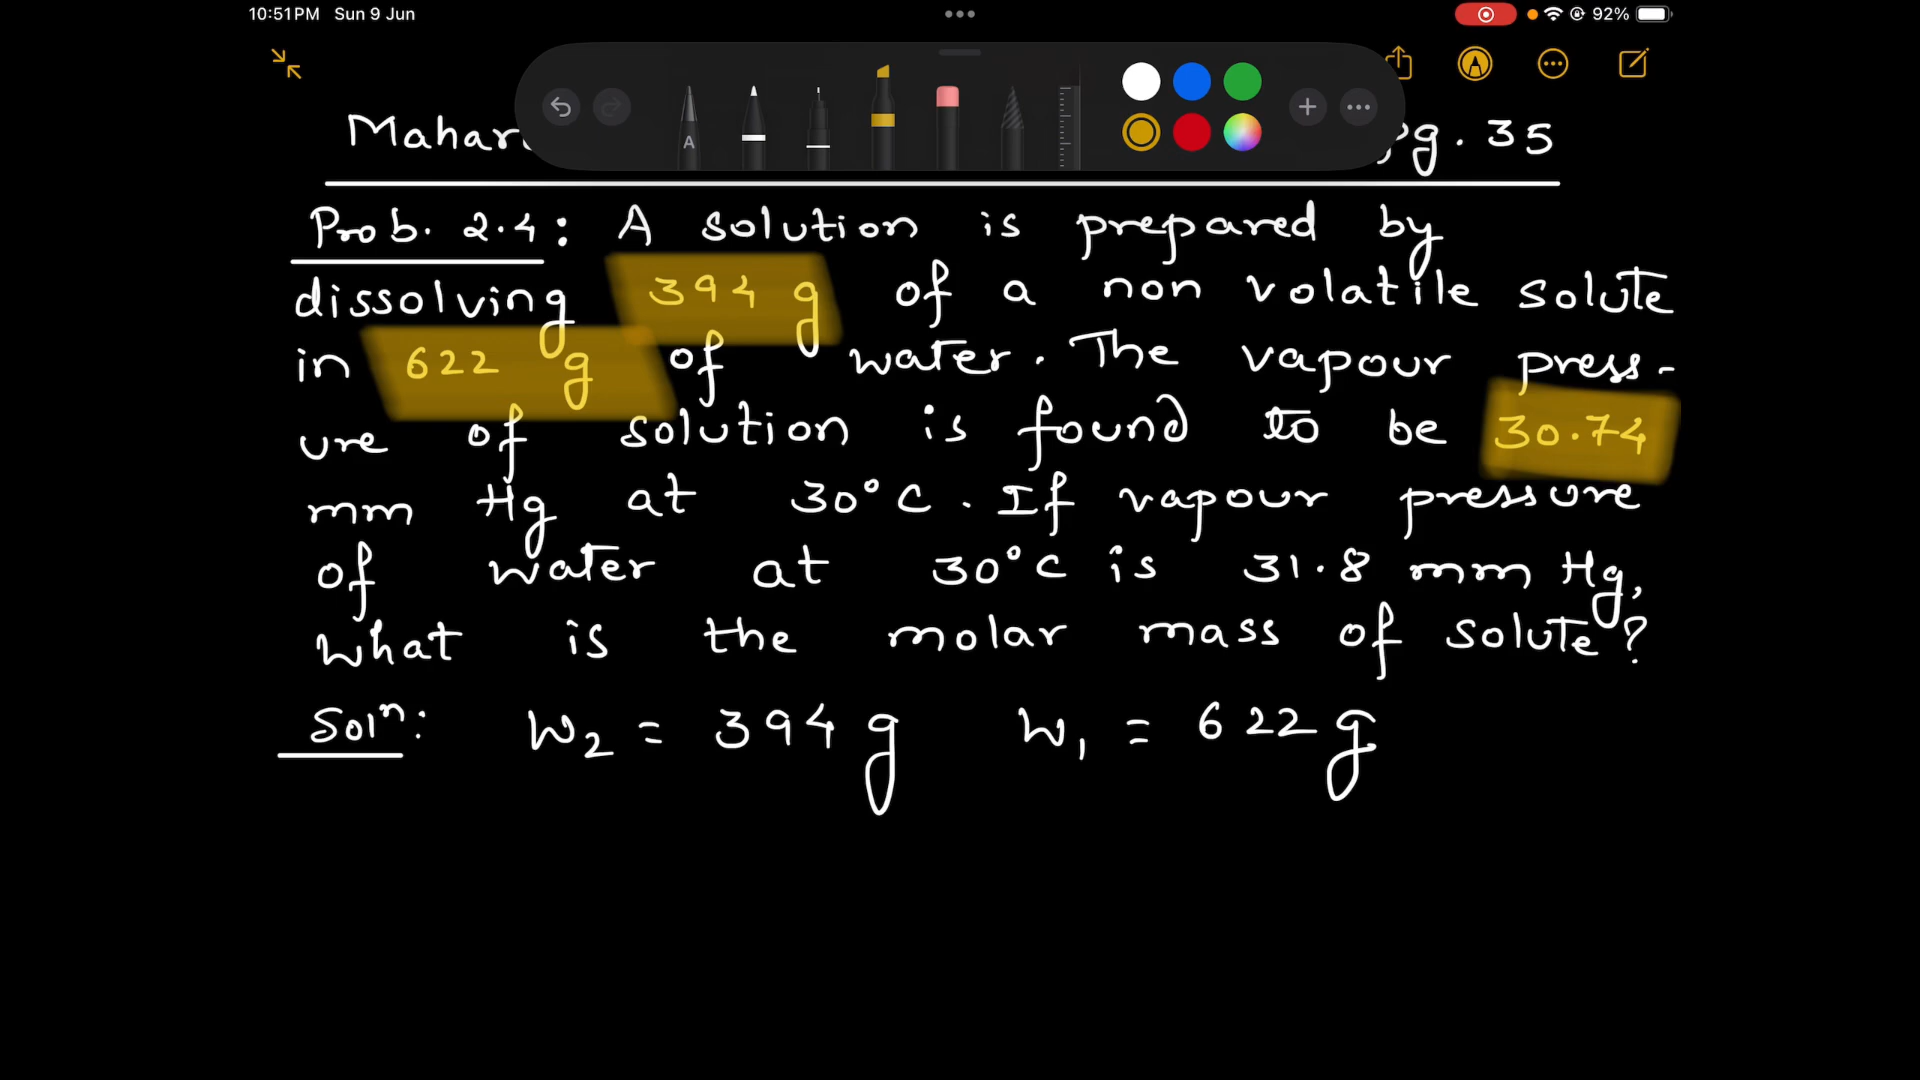 10:51 PM Sun 9 Jun
92%
A
pg. 35
Prob. 2.4: A solution is prepared by
dissolving 394 g of a non volatile solute
in 622 g of water. The vapour press-
ure of solution is found to be 30.74
mm Hg at 30°C. If vapour pressure
of water at 30°C is 31.8 mm Hg,
what is the molar mass of solute?
Solⁿ: W₂ = 394 g W₁ = 622 g